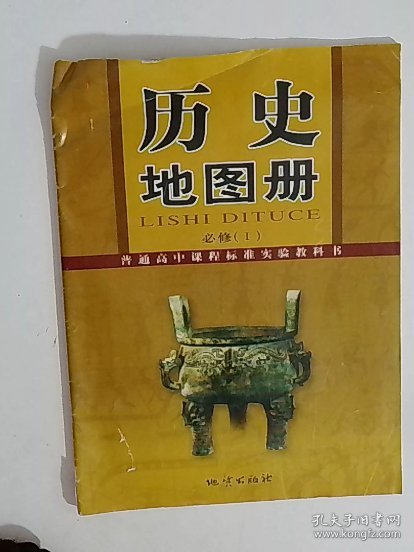 历史
地图册
LISHI DITUCE
必修(I)
普通高中课程标准实验教科书
地质出版社
孔夫子旧书网
www.kongfz.com